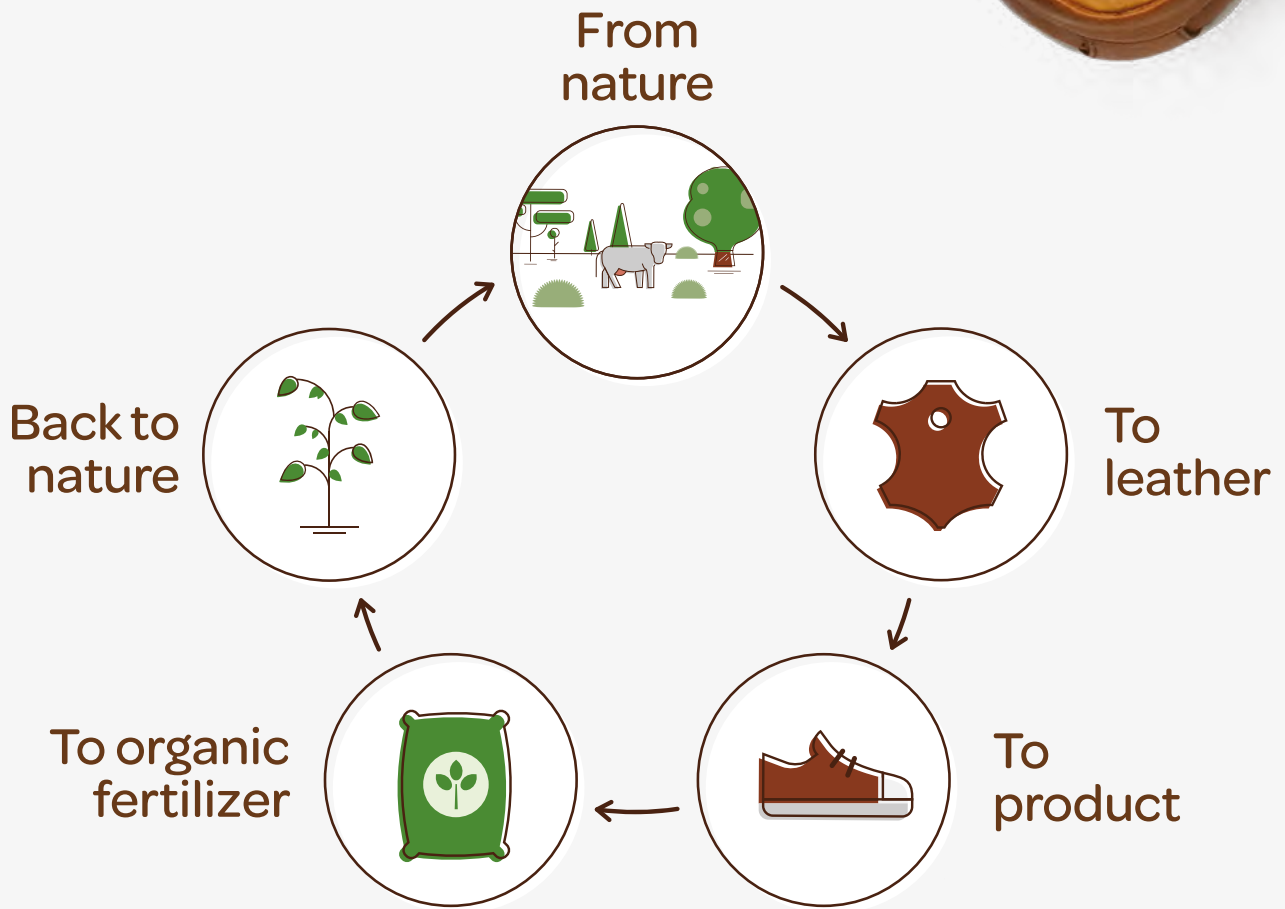 From
nature
To
leather
To
product
To organic
fertilizer
Back to
nature